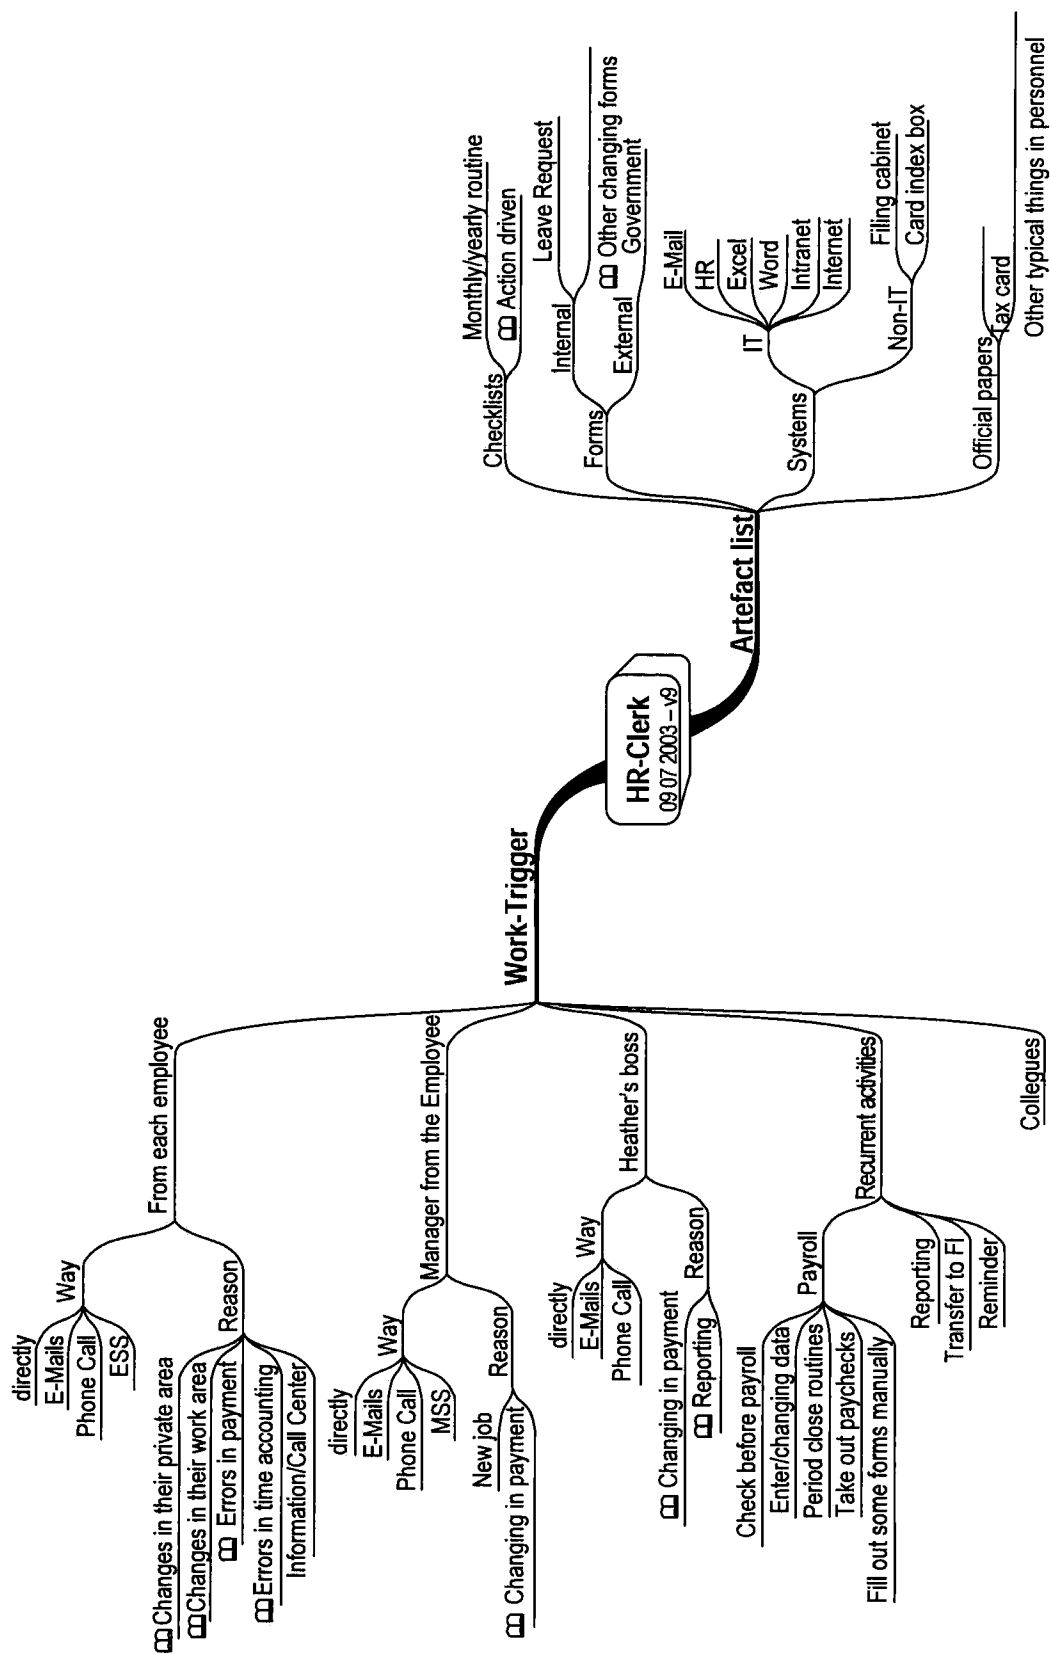 HR-Clerk
09 07 2003 – v9
Work-Trigger
From each employee
Way
directly
E-Mails
Phone Call
ESS
Reason
Changes in their private area
Changes in their work area
Errors in payment
Errors in time accounting
Information/Call Center
Manager from the Employee
Way
directly
E-Mails
Phone Call
MSS
Reason
New job
Changing in payment
Heather's boss
Way
directly
E-Mails
Phone Call
Reason
Changing in payment
Reporting
Recurrent activities
Payroll
Check before payroll
Enter/changing data
Period close routines
Take out paychecks
Fill out some forms manually
Reporting
Transfer to FI
Reminder
Collegues
Artefact list
Checklists
Monthly/yearly routine
Action driven
Forms
Internal
Leave Request
External
Other changing forms
Government
Systems
IT
E-Mail
HR
Excel
Word
Intranet
Internet
Non-IT
Filing cabinet
Card index box
Official papers
Tax card
Other typical things in personnel